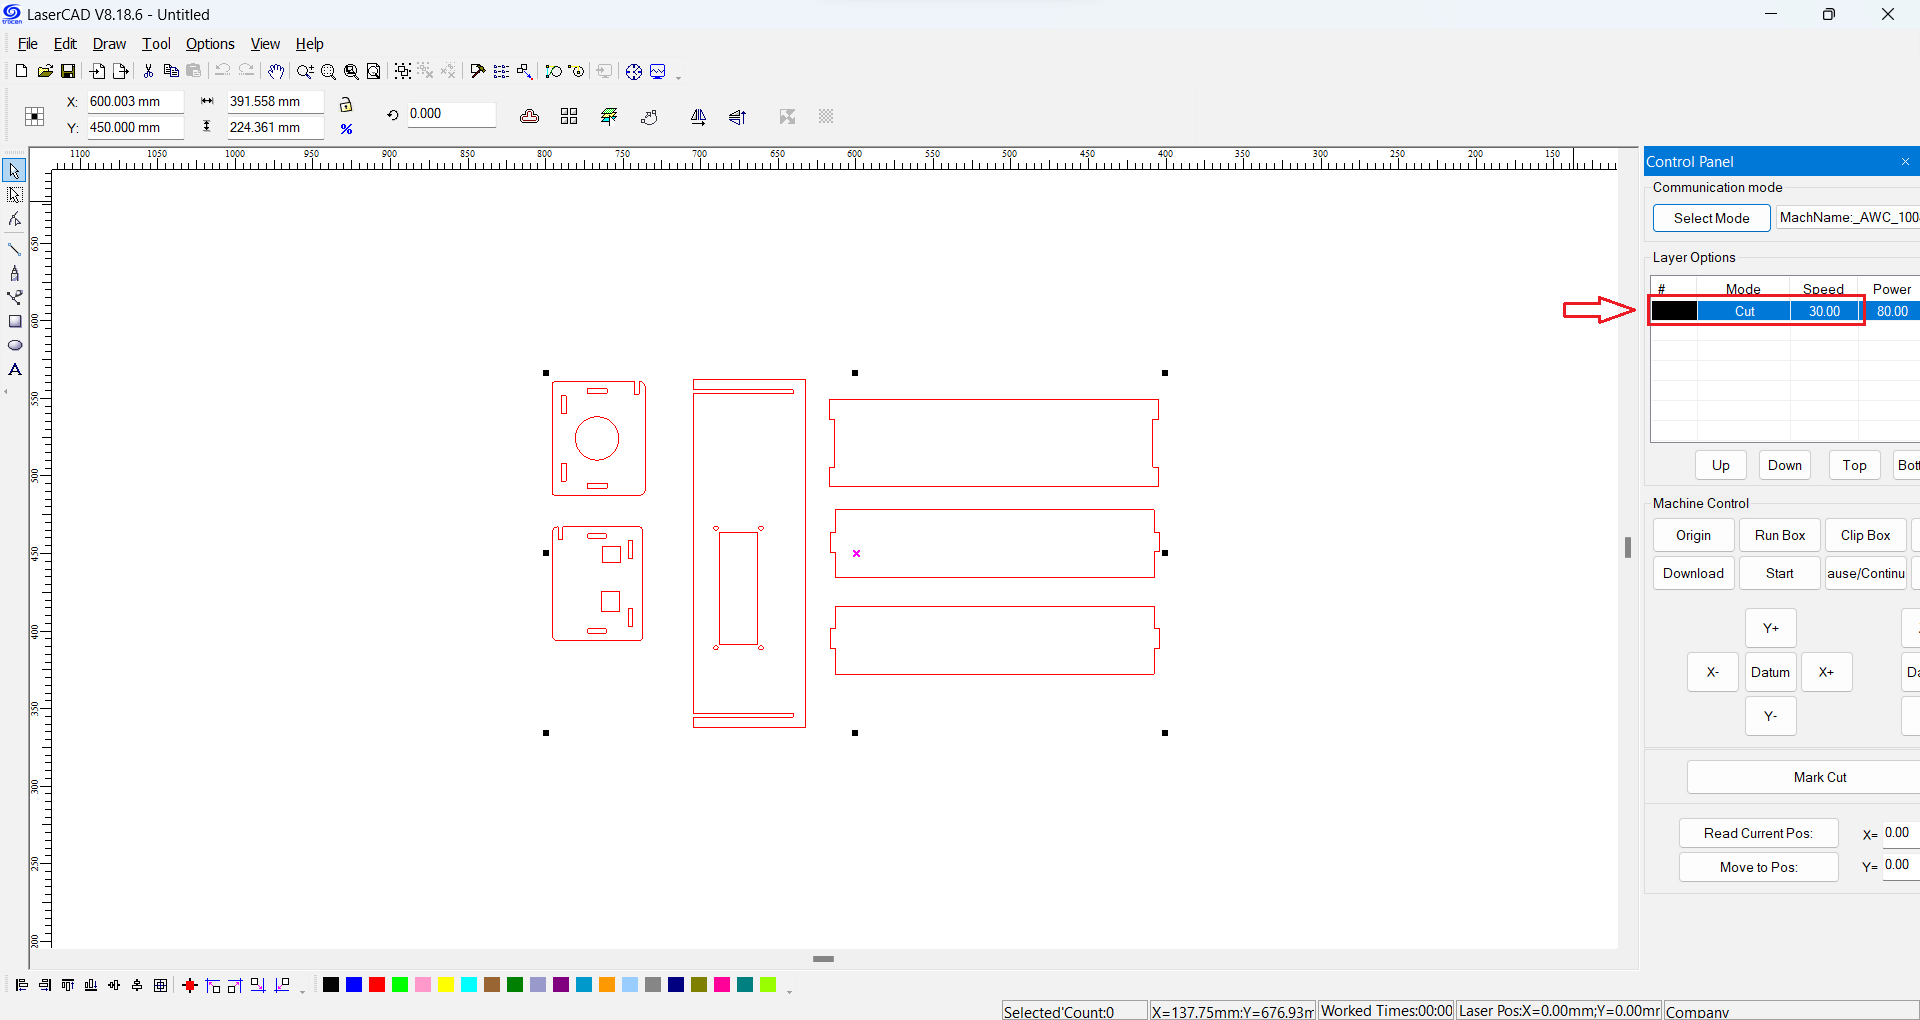 LaserCAD V8.18.6 - Untitled
File Edit Draw Tool Options View Help
X: 600.003 mm 391.558 mm
Y: 450.000 mm 224.361 mm % 0.000
1100 1050 1000 950 900 850 800 750 700 650 600 550 500 450 400 350 300 250 200 150
650
600
550
500
450
400
350
300
250
200
Control Panel
Communication mode
Select Mode MachName:_AWC_100
Layer Options
# Mode Speed Power
Cut 30.00 80.00
Up Down Top Bott
Machine Control
Origin Run Box Clip Box
Download Start ause/Continu
Y+
X- Datum X+ Da
Y-
Mark Cut
Read Current Pos: X= 0.00
Move to Pos: Y= 0.00
Selected'Count:0 X=137.75mm:Y=676.93m Worked Times:00:00 Laser Pos:X=0.00mm;Y=0.00mm Company